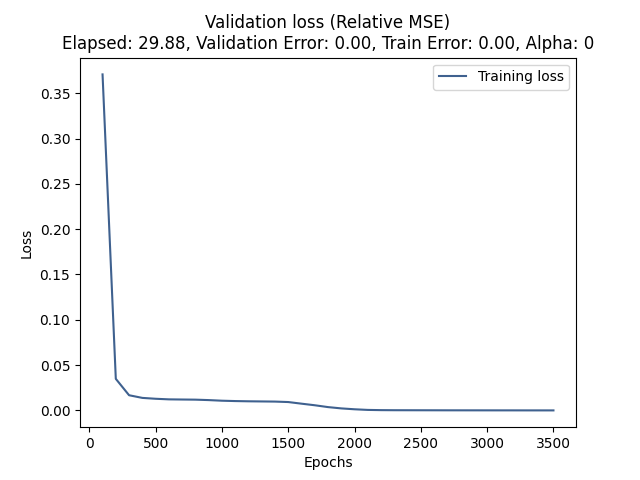 Validation loss (Relative MSE)
Elapsed: 29.88, Validation Error: 0.00, Train Error: 0.00, Alpha: 0
Training loss
0.35
0.30
0.25
0.20
0.15
0.10
0.05
0.00
Loss
0 500 1000 1500 2000 2500 3000 3500
Epochs